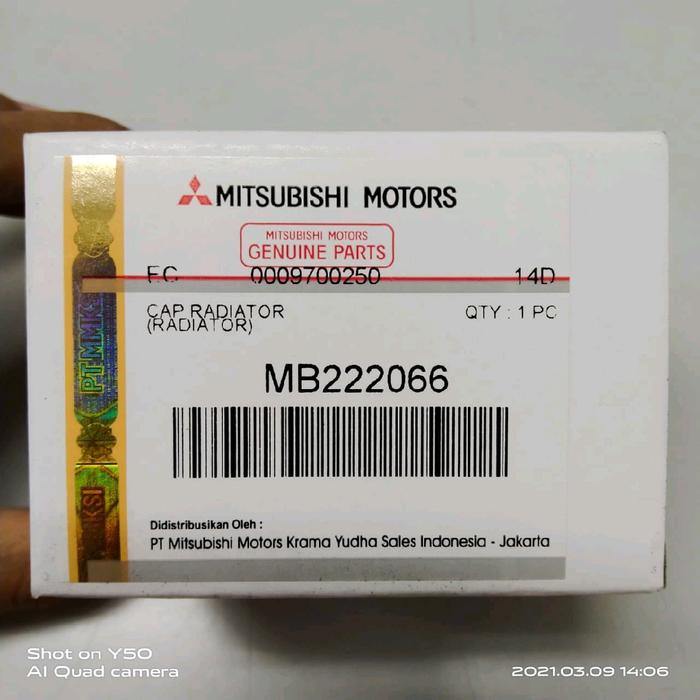 MITSUBISHI MOTORS
MITSUBISHI MOTORS
GENUINE PARTS
0009700250 14D
CAP RADIATOR QTY : 1 PC
(RADIATOR)
MB222066
PT MMKSI
Didistribusikan Oleh :
PT Mitsubishi Motors Krama Yudha Sales Indonesia - Jakarta
Shot on Y50
AI Quad camera 2021.03.09 14:06